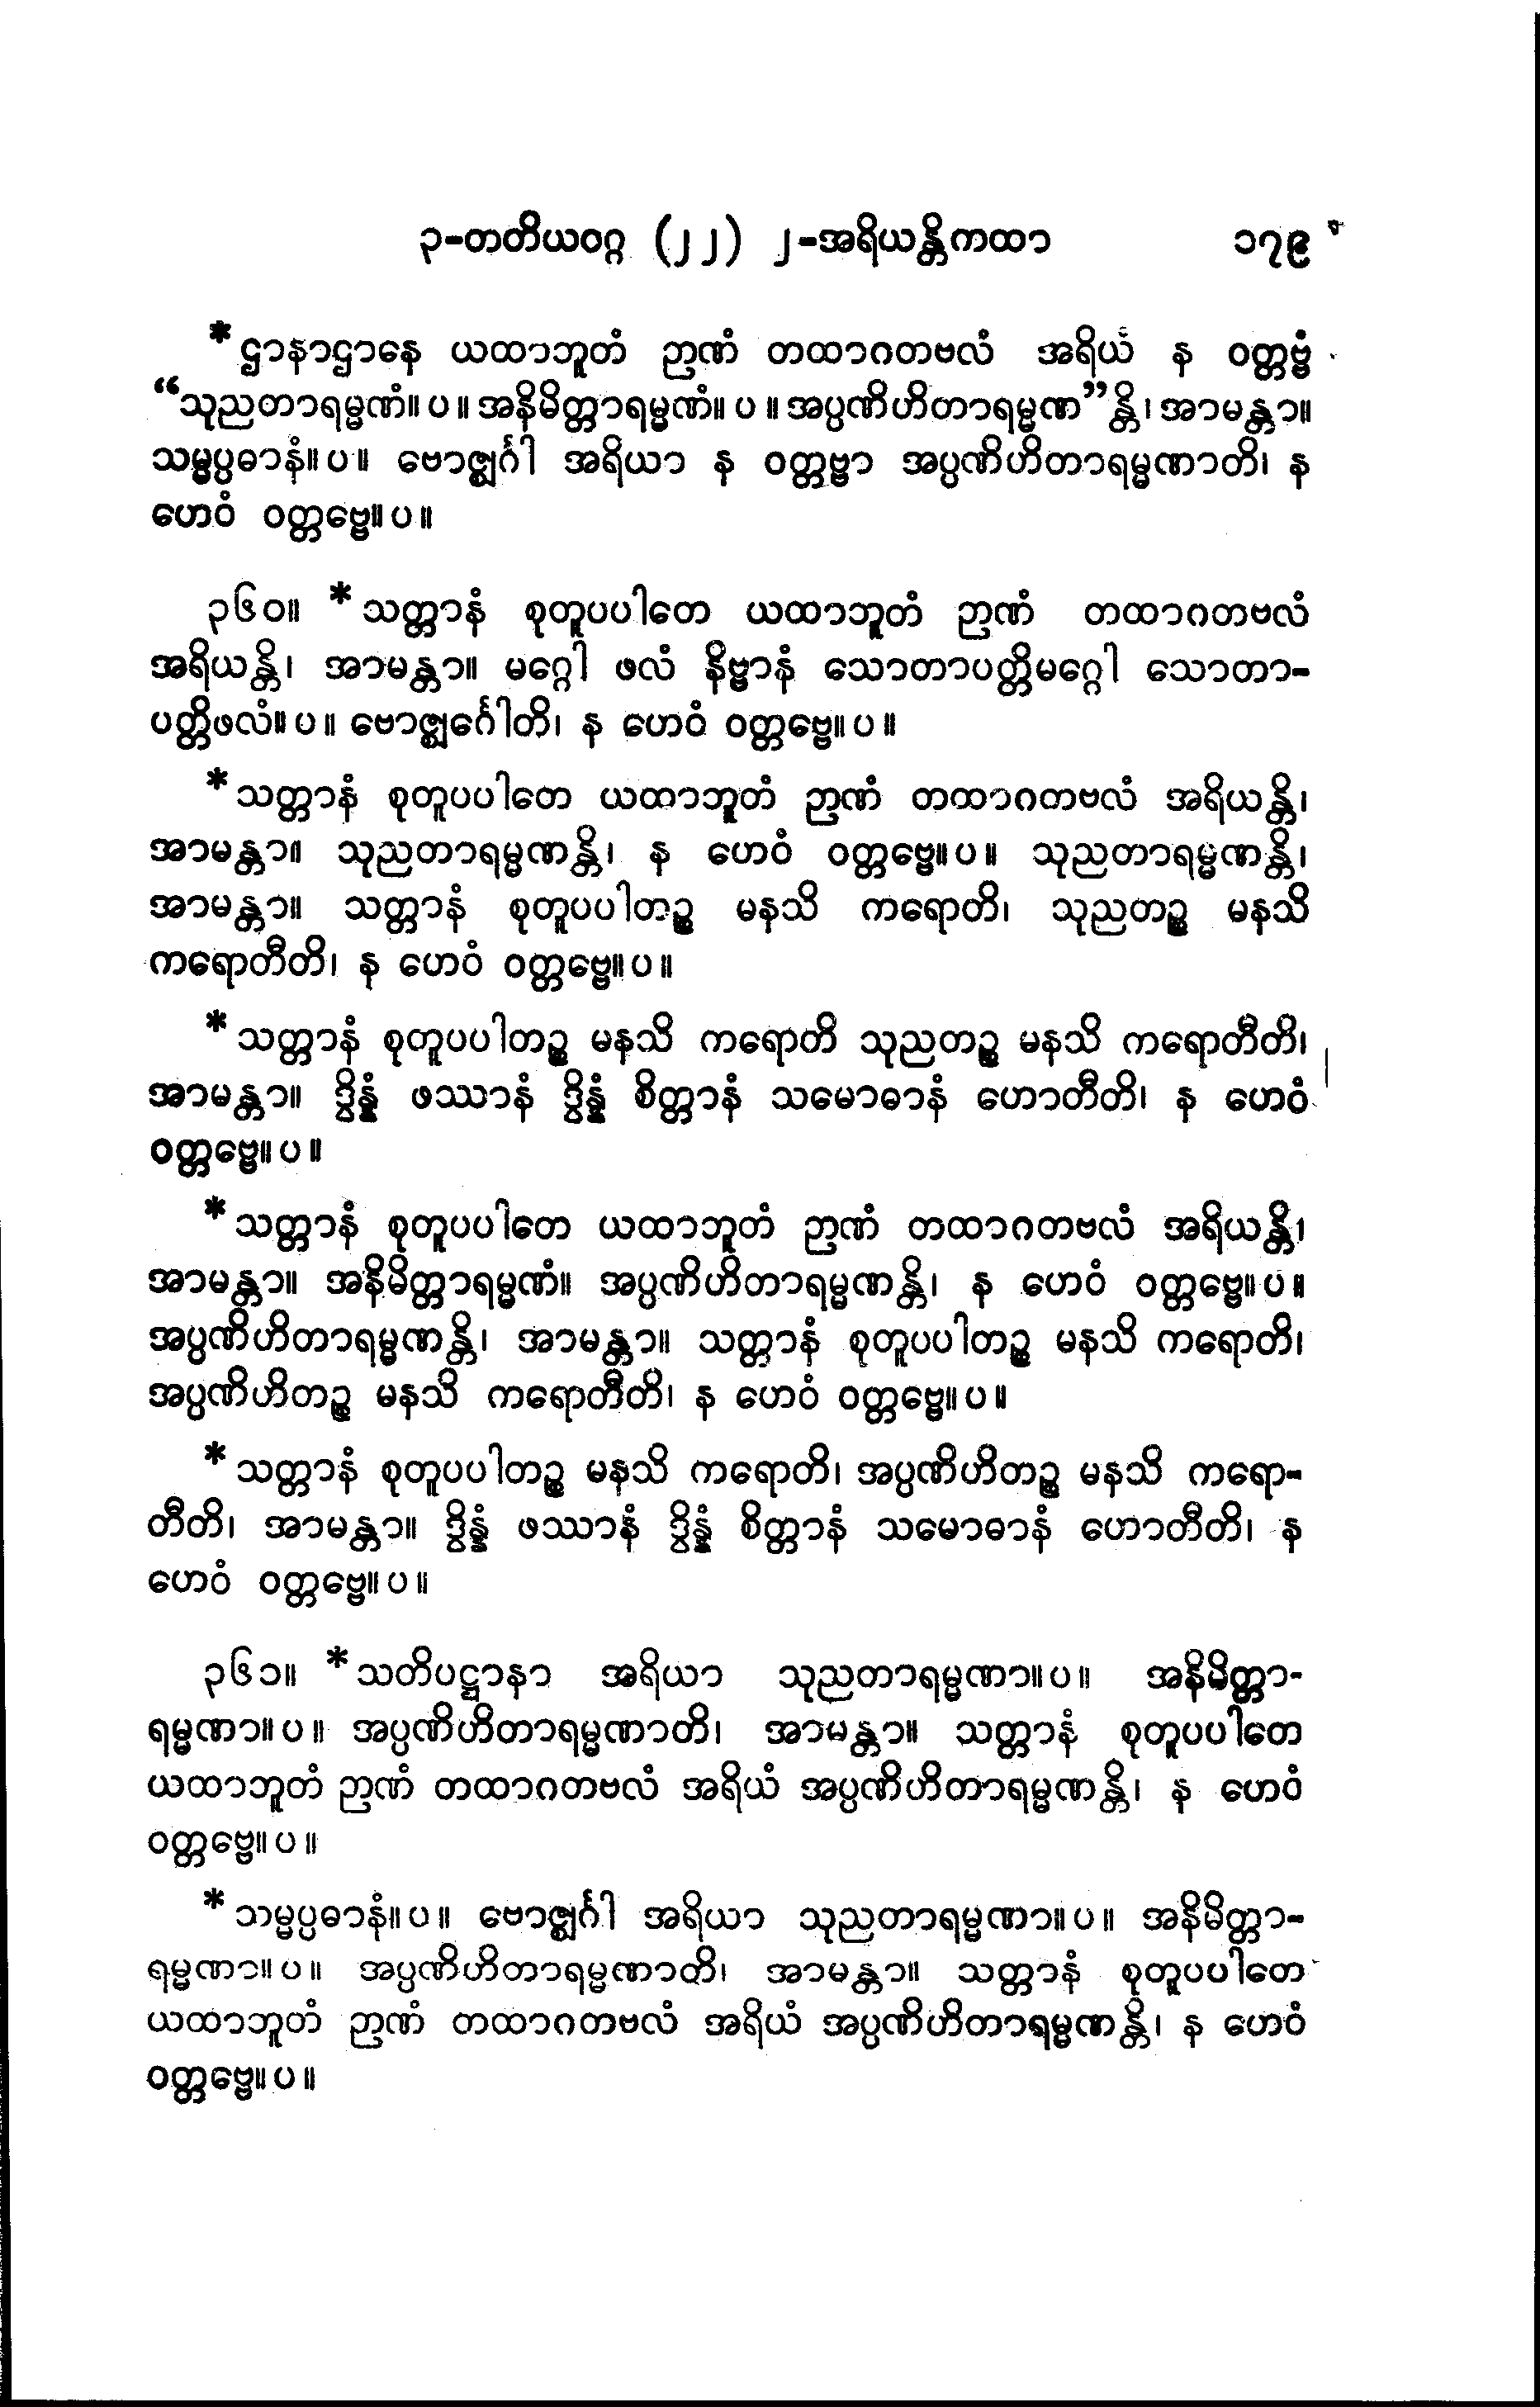 ၃-တတိယဝဂ္ဂ (၂၂) ၂-အရိယန္တိကထာ ၁၇၉
*ဌာနာဌာနေ ယထာဘူတံ ဉာဏံ တထာဂတဗလံ အရိယံ န ဝတ္တဗ္ဗံ
“သုညတာရမ္မဏံ။ပ။ အနိမိတ္တာရမ္မဏံ။ပ။ အပ္ပဏိဟိတာရမ္မဏ”န္တိ၊ အာမန္တာ။
သမ္မပ္ပဓာနံ။ပ။ ဗောဇ္ဈင်္ဂါ အရိယာ န ဝတ္တဗ္ဗာ အပ္ပဏိဟိတာရမ္မဏာတိ၊ န
ဟေဝံ ဝတ္တဗ္ဗေ။ပ။
၃၆၀။ *သတ္တာနံ စုတူပပါတေ ယထာဘူတံ ဉာဏံ တထာဂတဗလံ
အရိယန္တိ၊ အာမန္တာ။ မဂ္ဂေါ ဖလံ နိဗ္ဗာနံ သောတာပတ္တိမဂ္ဂေါ သောတာ-
ပတ္တိဖလံ။ပ။ ဗောဇ္ဈင်္ဂေါတိ၊ န ဟေဝံ ဝတ္တဗ္ဗေ။ပ။
*သတ္တာနံ စုတူပပါတေ ယထာဘူတံ ဉာဏံ တထာဂတဗလံ အရိယန္တိ၊
အာမန္တာ။ သုညတာရမ္မဏန္တိ၊ န ဟေဝံ ဝတ္တဗ္ဗေ။ပ။ သုညတာရမ္မဏန္တိ၊
အာမန္တာ။ သတ္တာနံ စုတူပပါတဉ္စ မနသိ ကရောတိ၊ သုညတဉ္စ မနသိ
ကရောတီတိ၊ န ဟေဝံ ဝတ္တဗ္ဗေ။ပ။
*သတ္တာနံ စုတူပပါတဉ္စ မနသိ ကရောတိ သုညတဉ္စ မနသိ ကရောတီတိ၊
အာမန္တာ။ ဒွိန္နံ ဖဿာနံ ဒွိန္နံ စိတ္တာနံ သမောဓာနံ ဟောတီတိ၊ န ဟေဝံ
ဝတ္တဗ္ဗေ။ပ။
*သတ္တာနံ စုတူပပါတေ ယထာဘူတံ ဉာဏံ တထာဂတဗလံ အရိယန္တိ၊
အာမန္တာ။ အနိမိတ္တာရမ္မဏံ။ အပ္ပဏိဟိတာရမ္မဏန္တိ၊ န ဟေဝံ ဝတ္တဗ္ဗေ။ပ။
အပ္ပဏိဟိတာရမ္မဏန္တိ၊ အာမန္တာ။ သတ္တာနံ စုတူပပါတဉ္စ မနသိ ကရောတိ၊
အပ္ပဏိဟိတဉ္စ မနသိ ကရောတီတိ၊ န ဟေဝံ ဝတ္တဗ္ဗေ။ပ။
*သတ္တာနံ စုတူပပါတဉ္စ မနသိ ကရောတိ၊ အပ္ပဏိဟိတဉ္စ မနသိ ကရော-
တီတိ၊ အာမန္တာ။ ဒွိန္နံ ဖဿာနံ ဒွိန္နံ စိတ္တာနံ သမောဓာနံ ဟောတီတိ၊ န
ဟေဝံ ဝတ္တဗ္ဗေ။ပ။
၃၆၁။ *သတိပဋ္ဌာနာ အရိယာ သုညတာရမ္မဏာ။ပ။ အနိမိတ္တာ-
ရမ္မဏာ။ပ။ အပ္ပဏိဟိတာရမ္မဏာတိ၊ အာမန္တာ။ သတ္တာနံ စုတူပပါတေ
ယထာဘူတံ ဉာဏံ တထာဂတဗလံ အရိယံ အပ္ပဏိဟိတာရမ္မဏန္တိ၊ န ဟေဝံ
ဝတ္တဗ္ဗေ။ပ။
*သမ္မပ္ပဓာနံ။ပ။ ဗောဇ္ဈင်္ဂါ အရိယာ သုညတာရမ္မဏာ။ပ။ အနိမိတ္တာ-
ရမ္မဏာ။ပ။ အပ္ပဏိဟိတာရမ္မဏာတိ၊ အာမန္တာ။ သတ္တာနံ စုတူပပါတေ
ယထာဘူတံ ဉာဏံ တထာဂတဗလံ အရိယံ အပ္ပဏိဟိတာရမ္မဏန္တိ၊ န ဟေဝံ
ဝတ္တဗ္ဗေ။ပ။